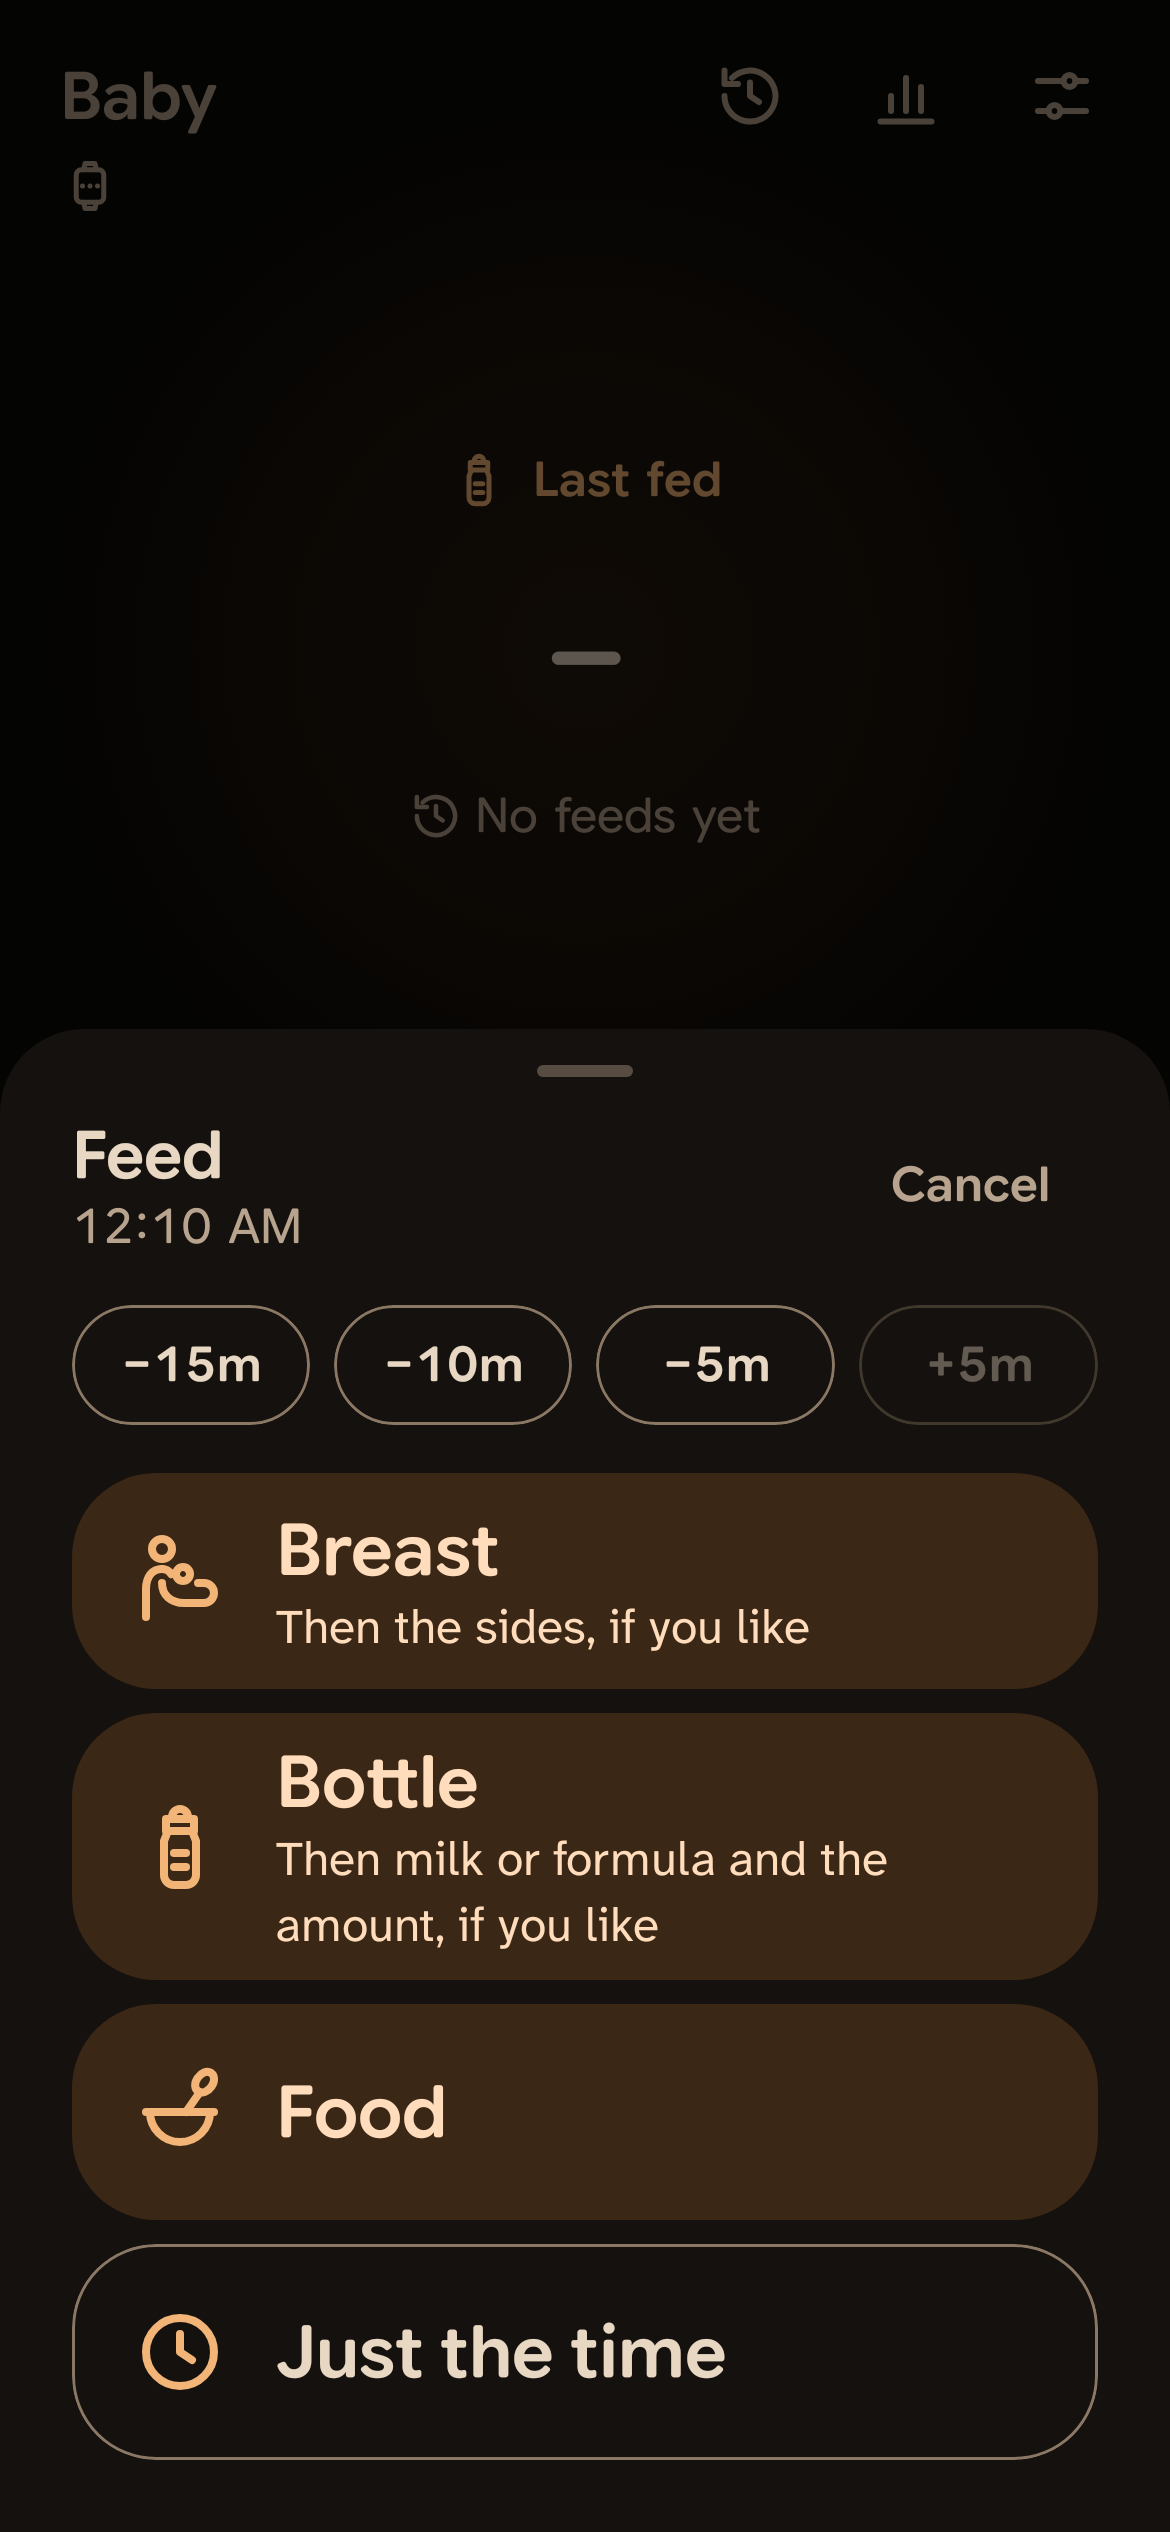 Baby
Last fed
–
No feeds yet
Feed
12:10 AM
Cancel
−15m
−10m
−5m
+5m
Breast
Then the sides, if you like
Bottle
Then milk or formula and the
amount, if you like
Food
Just the time